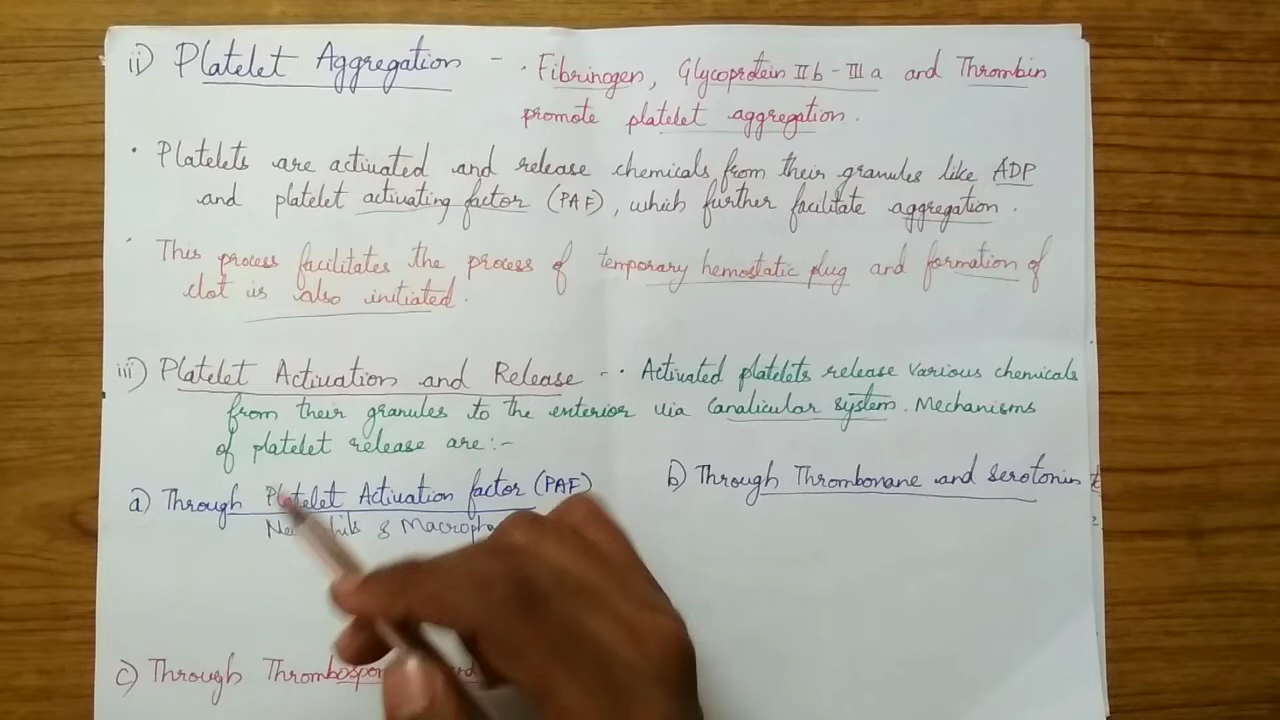 ii) Platelet Aggregation - • Fibrinogen, Glycoprotein IIb - IIIa and Thrombin
promote platelet aggregation.
• Platelets are activated and release chemicals from their granules like ADP
and platelet activating factor (PAF), which further facilitate aggregation.
• This process facilitates the process of temporary hemostatic plug and formation of
clot is also initiated.
iii) Platelet Activation and Release - • Activated platelets release various chemicals
from their granules to the exterior via Canalicular system. Mechanisms
of platelet release are:-
a) Through Platelet Activation factor (PAF)
& Macropha
b) Through Thrombonane and Serotonin
c) Through Thrombospon